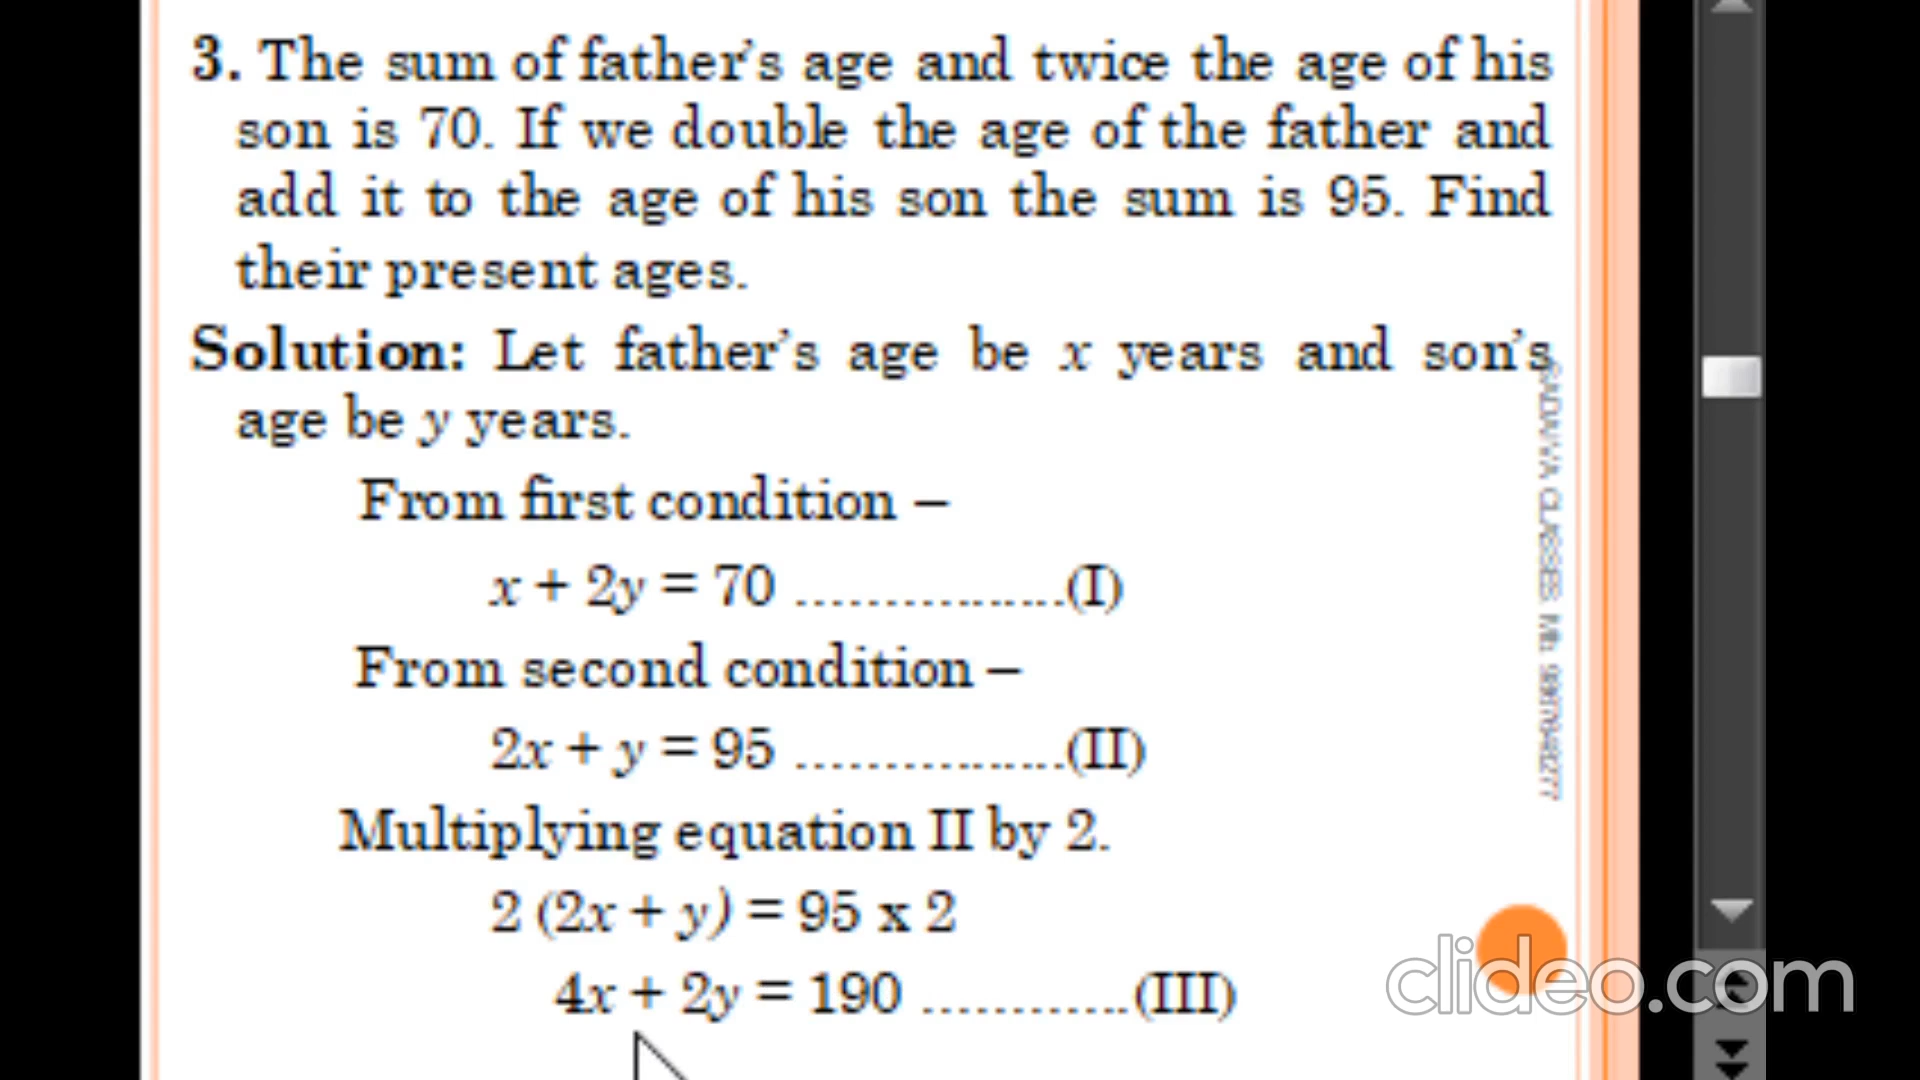 3. The sum of father's age and twice the age of his
son is 70. If we double the age of the father and
add it to the age of his son the sum is 95. Find
their present ages.
Solution: Let father's age be x years and son's
age be y years.
From first condition –
x + 2y = 70 ..................(I)
From second condition –
2x + y = 95 ..................(II)
Multiplying equation II by 2.
2 (2x + y) = 95 x 2
4x + 2y = 190 ..............(III)
CLASSES
clideo.com